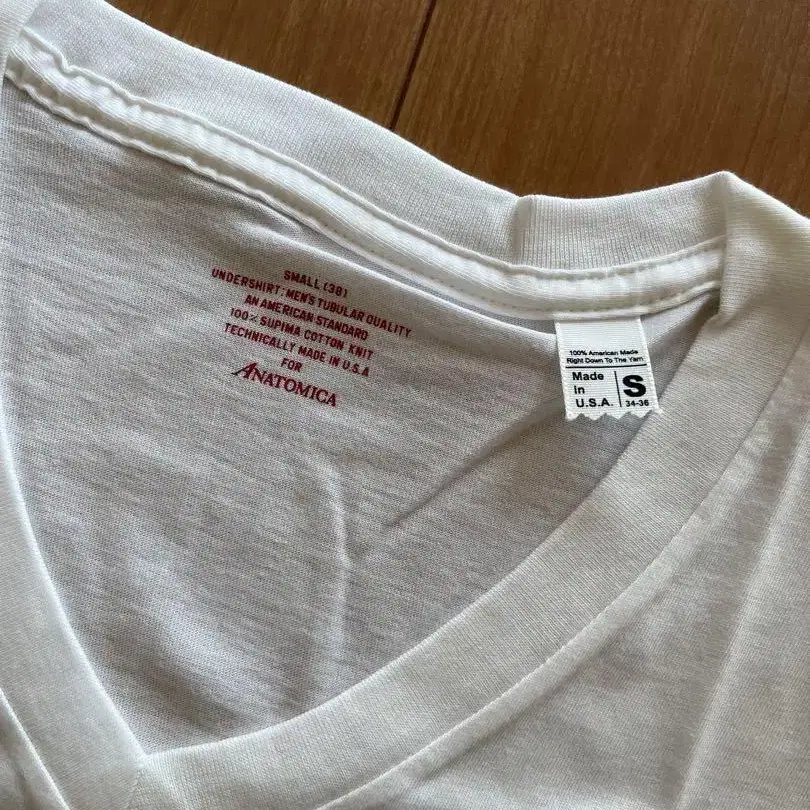 SMALL (38)
UNDERSHIRT: MEN'S TUBULAR QUALITY
AN AMERICAN STANDARD
100% SUPIMA COTTON KNIT
TECHNICALLY MADE IN U.S.A
FOR
ANATOMICA
100% American Made
Right Down To The Yarn
Made
In
U.S.A.
S
34-36